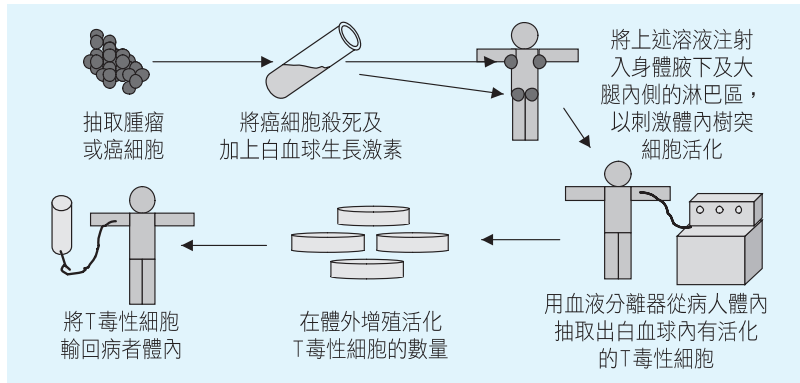 抽取腫瘤
或癌細胞
將癌細胞殺死及
加上白血球生長激素
將上述溶液注射
入身體腋下及大
腿內側的淋巴區，
以刺激體內樹突
細胞活化
用血液分離器從病人體內
抽取出白血球內有活化
的T毒性細胞
在體外增殖活化
T毒性細胞的數量
將T毒性細胞
輸回病者體內